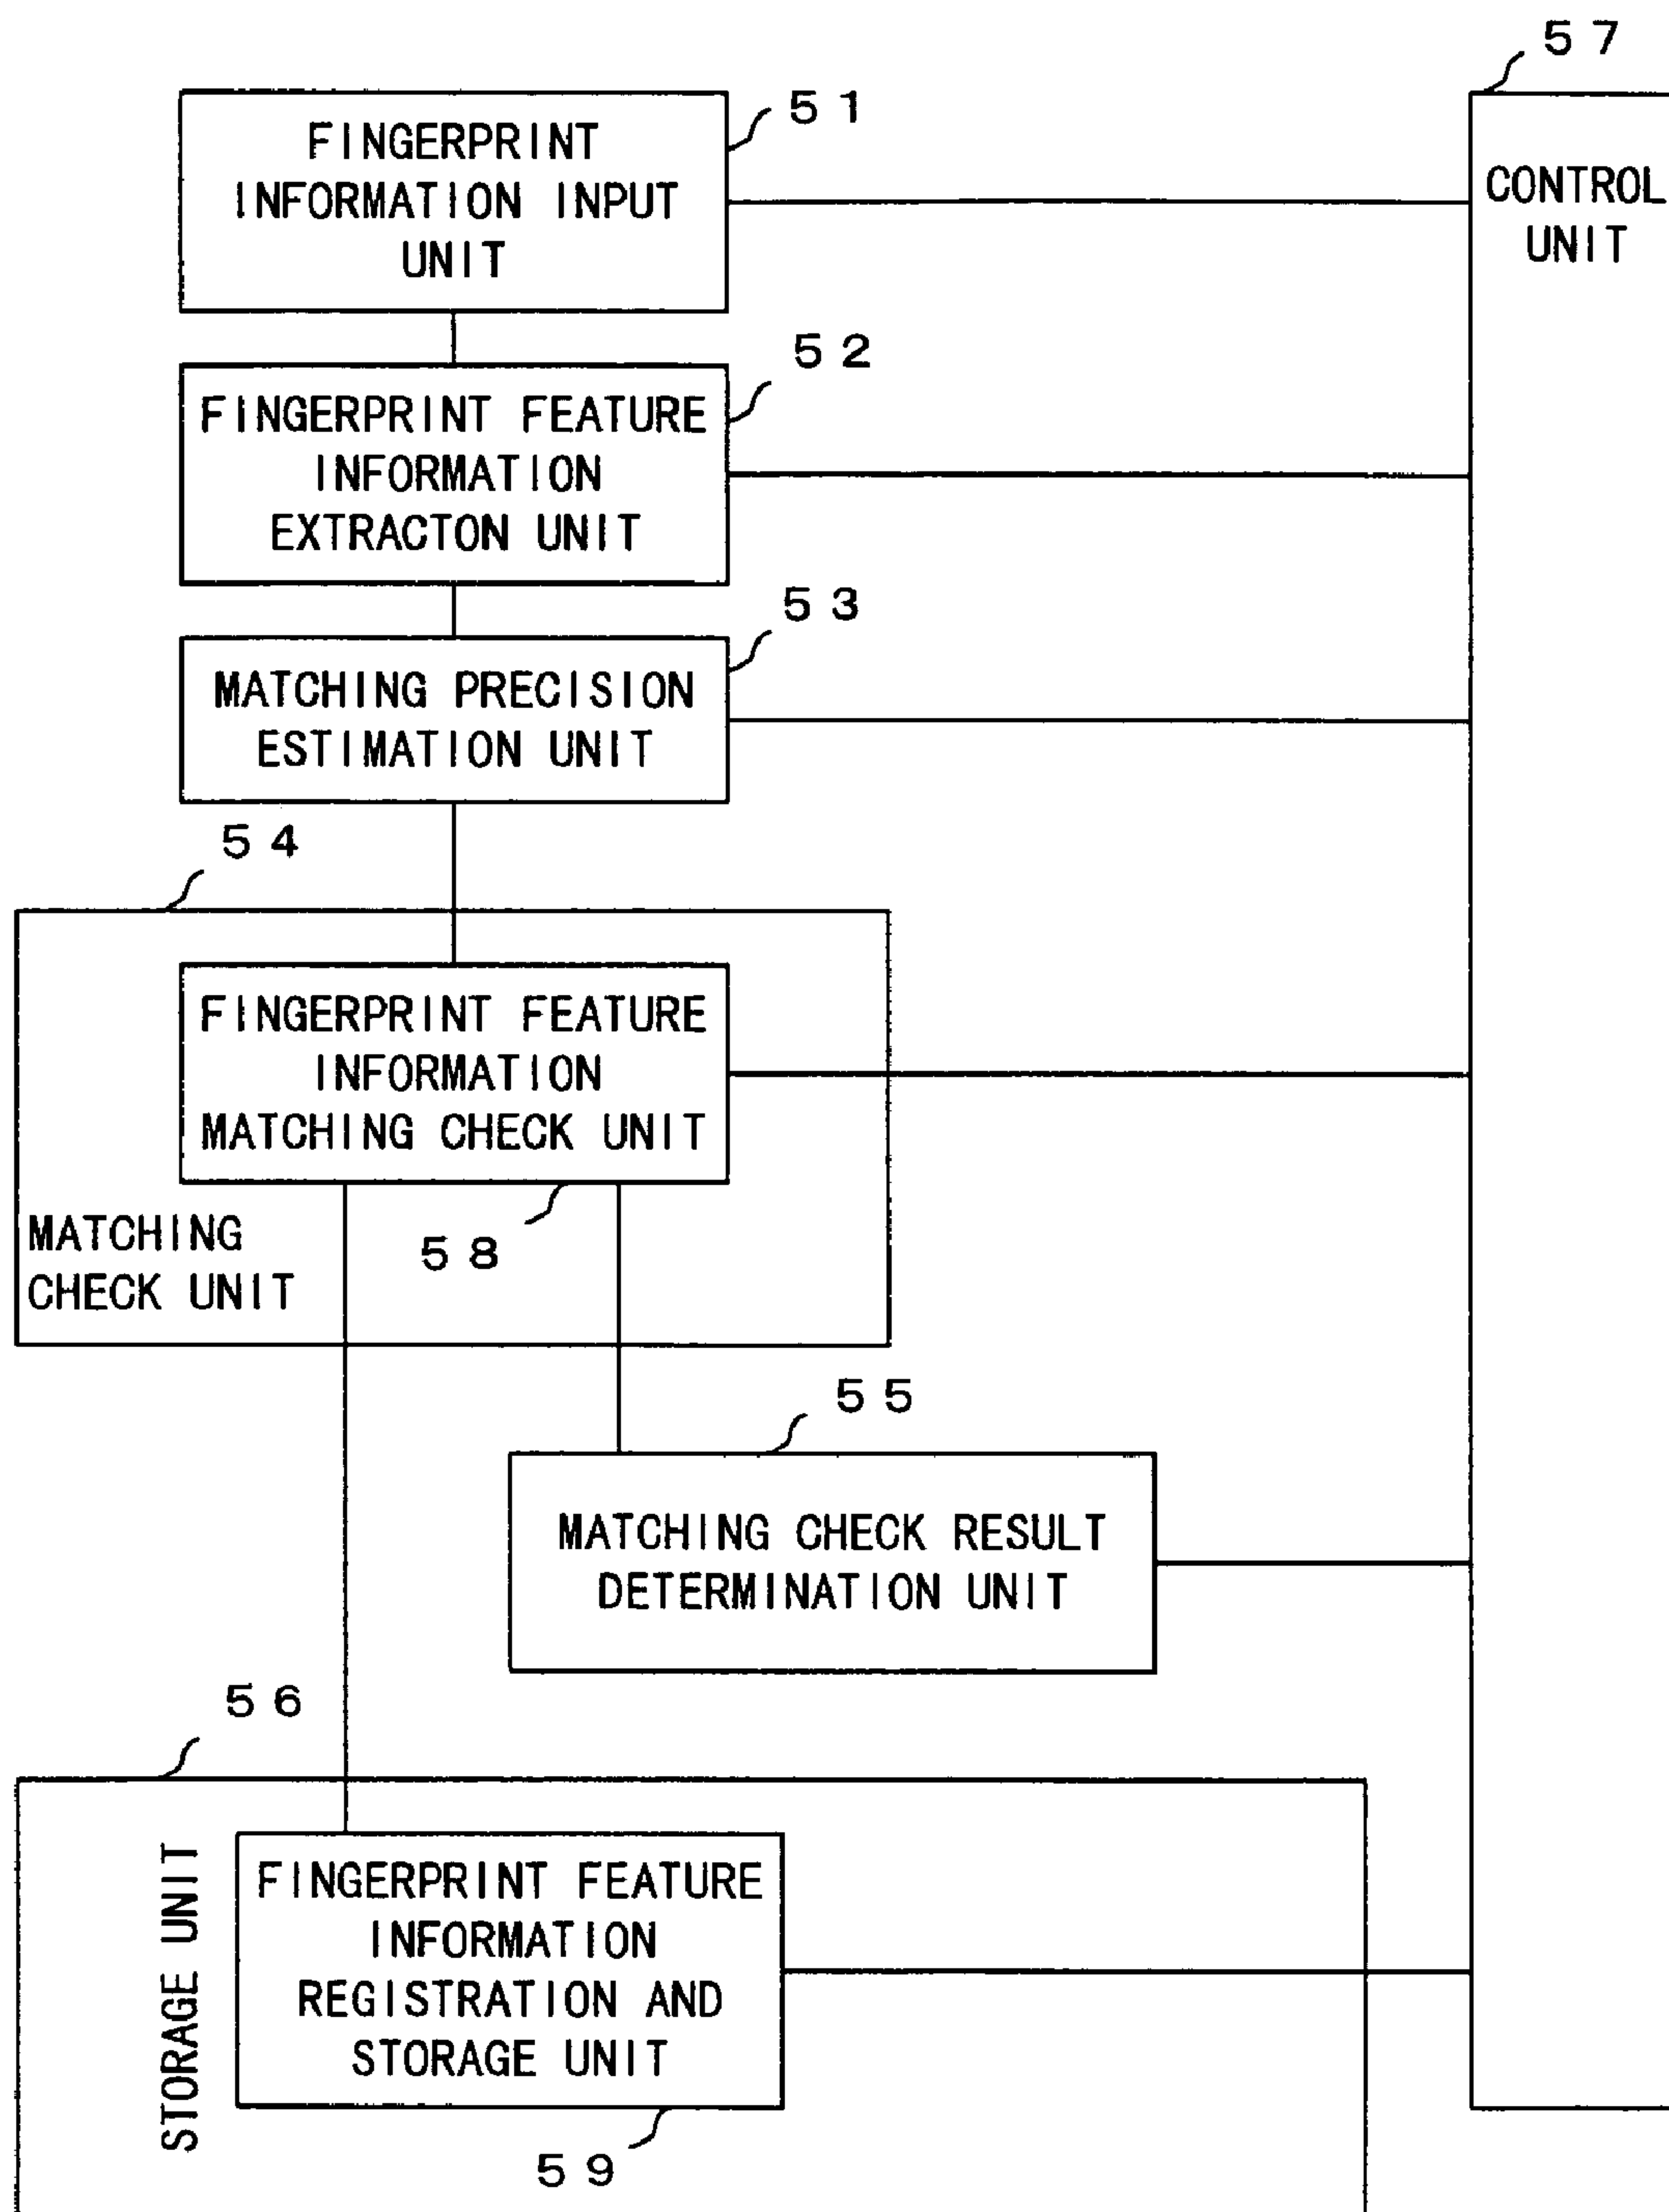 57
51
FINGERPRINT
INFORMATION INPUT
UNIT
CONTROL
UNIT
52
FINGERPRINT FEATURE
INFORMATION
EXTRACTON UNIT
53
MATCHING PRECISION
ESTIMATION UNIT
54
FINGERPRINT FEATURE
INFORMATION
MATCHING CHECK UNIT
58
MATCHING
CHECK UNIT
55
MATCHING CHECK RESULT
DETERMINATION UNIT
56
STORAGE UNIT
FINGERPRINT FEATURE
INFORMATION
REGISTRATION AND
STORAGE UNIT
59